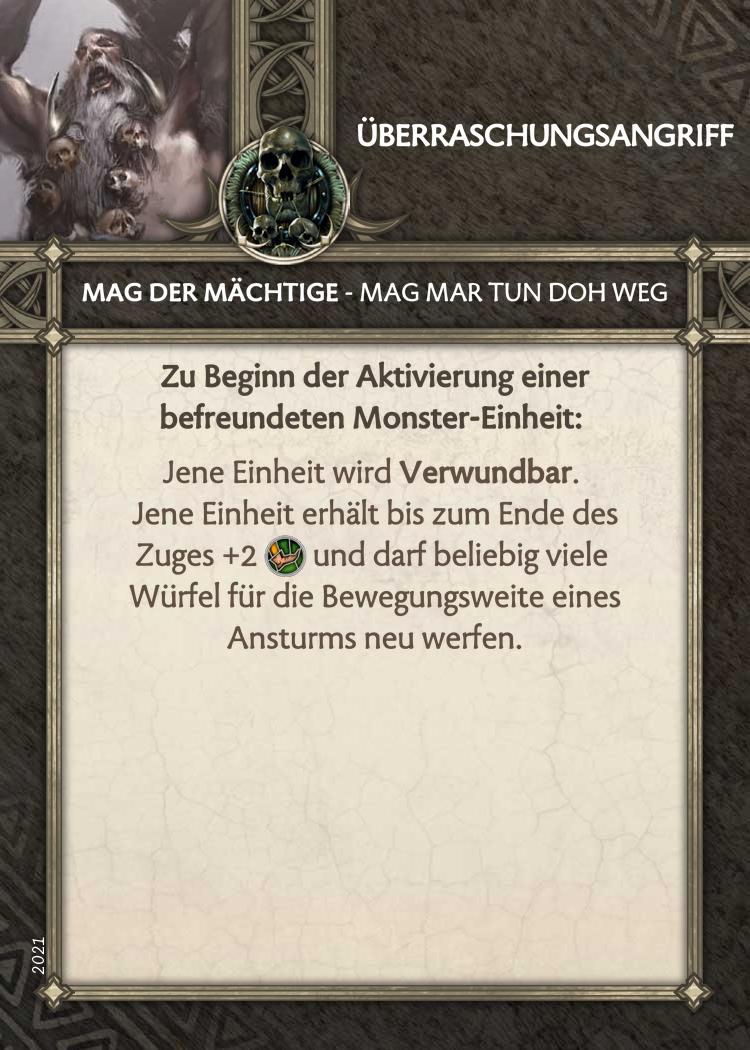 ÜBERRASCHUNGSANGRIFF
MAG DER MÄCHTIGE - MAG MAR TUN DOH WEG
Zu Beginn der Aktivierung einer
befreundeten Monster-Einheit:
Jene Einheit wird Verwundbar.
Jene Einheit erhält bis zum Ende des
Zuges +2 und darf beliebig viele
Würfel für die Bewegungsweite eines
Ansturms neu werfen.
2021